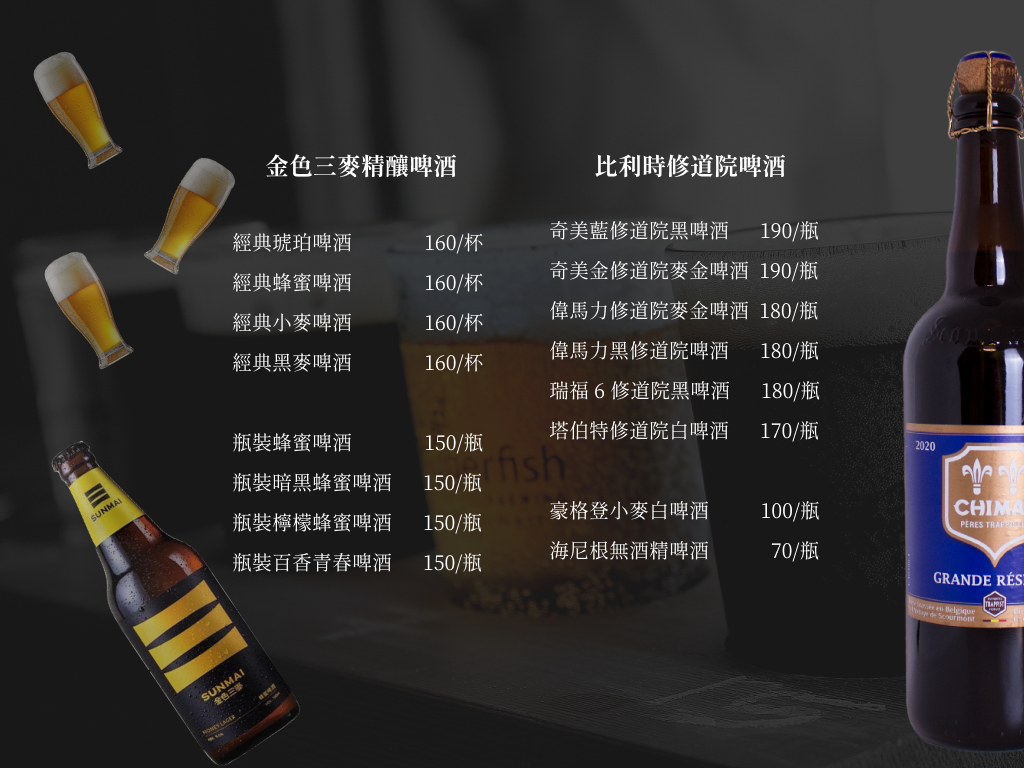 金色三麥精釀啤酒
經典琥珀啤酒 160/杯
經典蜂蜜啤酒 160/杯
經典小麥啤酒 160/杯
經典黑麥啤酒 160/杯
瓶裝蜂蜜啤酒 150/瓶
瓶裝暗黑蜂蜜啤酒 150/瓶
瓶裝檸檬蜂蜜啤酒 150/瓶
瓶裝百香青春啤酒 150/瓶
比利時修道院啤酒
奇美藍修道院黑啤酒 190/瓶
奇美金修道院麥金啤酒 190/瓶
偉馬力修道院麥金啤酒 180/瓶
偉馬力黑修道院啤酒 180/瓶
瑞福 6 修道院黑啤酒 180/瓶
塔伯特修道院白啤酒 170/瓶
豪格登小麥白啤酒 100/瓶
海尼根無酒精啤酒 70/瓶
SUNMAI
SUNMAI
金色三麥
HONEY LAGER
erfish
2020
CHIMA
PÈRES TRAPP
GRANDE RÉS
TRAPPIST